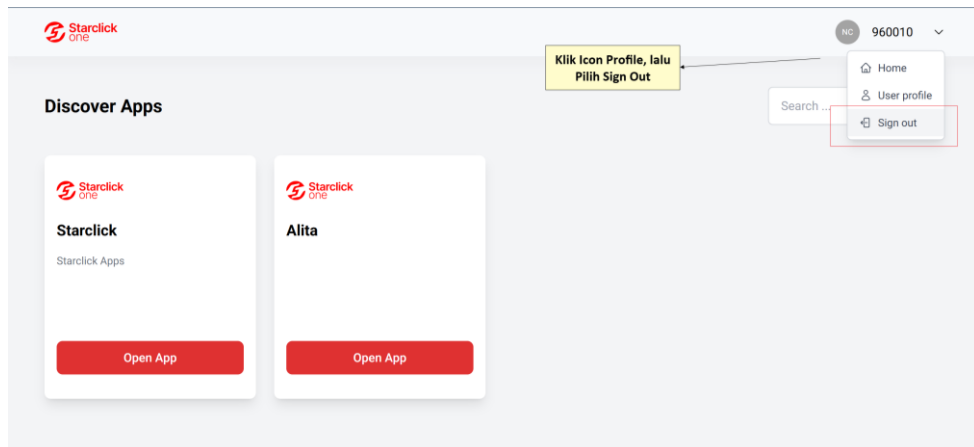 Starclick
one
NC
960010
Klik Icon Profile, lalu
Pilih Sign Out
Home
User profile
Sign out
Discover Apps
Search ...
Starclick
one
Starclick
Starclick Apps
Open App
Starclick
one
Alita
Open App